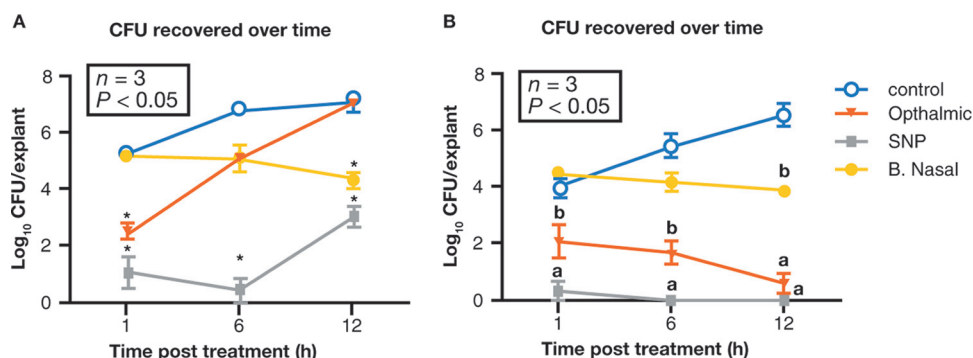 A
CFU recovered over time
n = 3
P < 0.05
Log10 CFU/explant
8
6
4
2
0
*
*
*
*
*
1
6
12
Time post treatment (h)
B
CFU recovered over time
n = 3
P < 0.05
Log10 CFU/explant
8
6
4
2
0
b
b
b
a
a
a
a
1
6
12
Time post treatment (h)
control
Opthalmic
SNP
B. Nasal